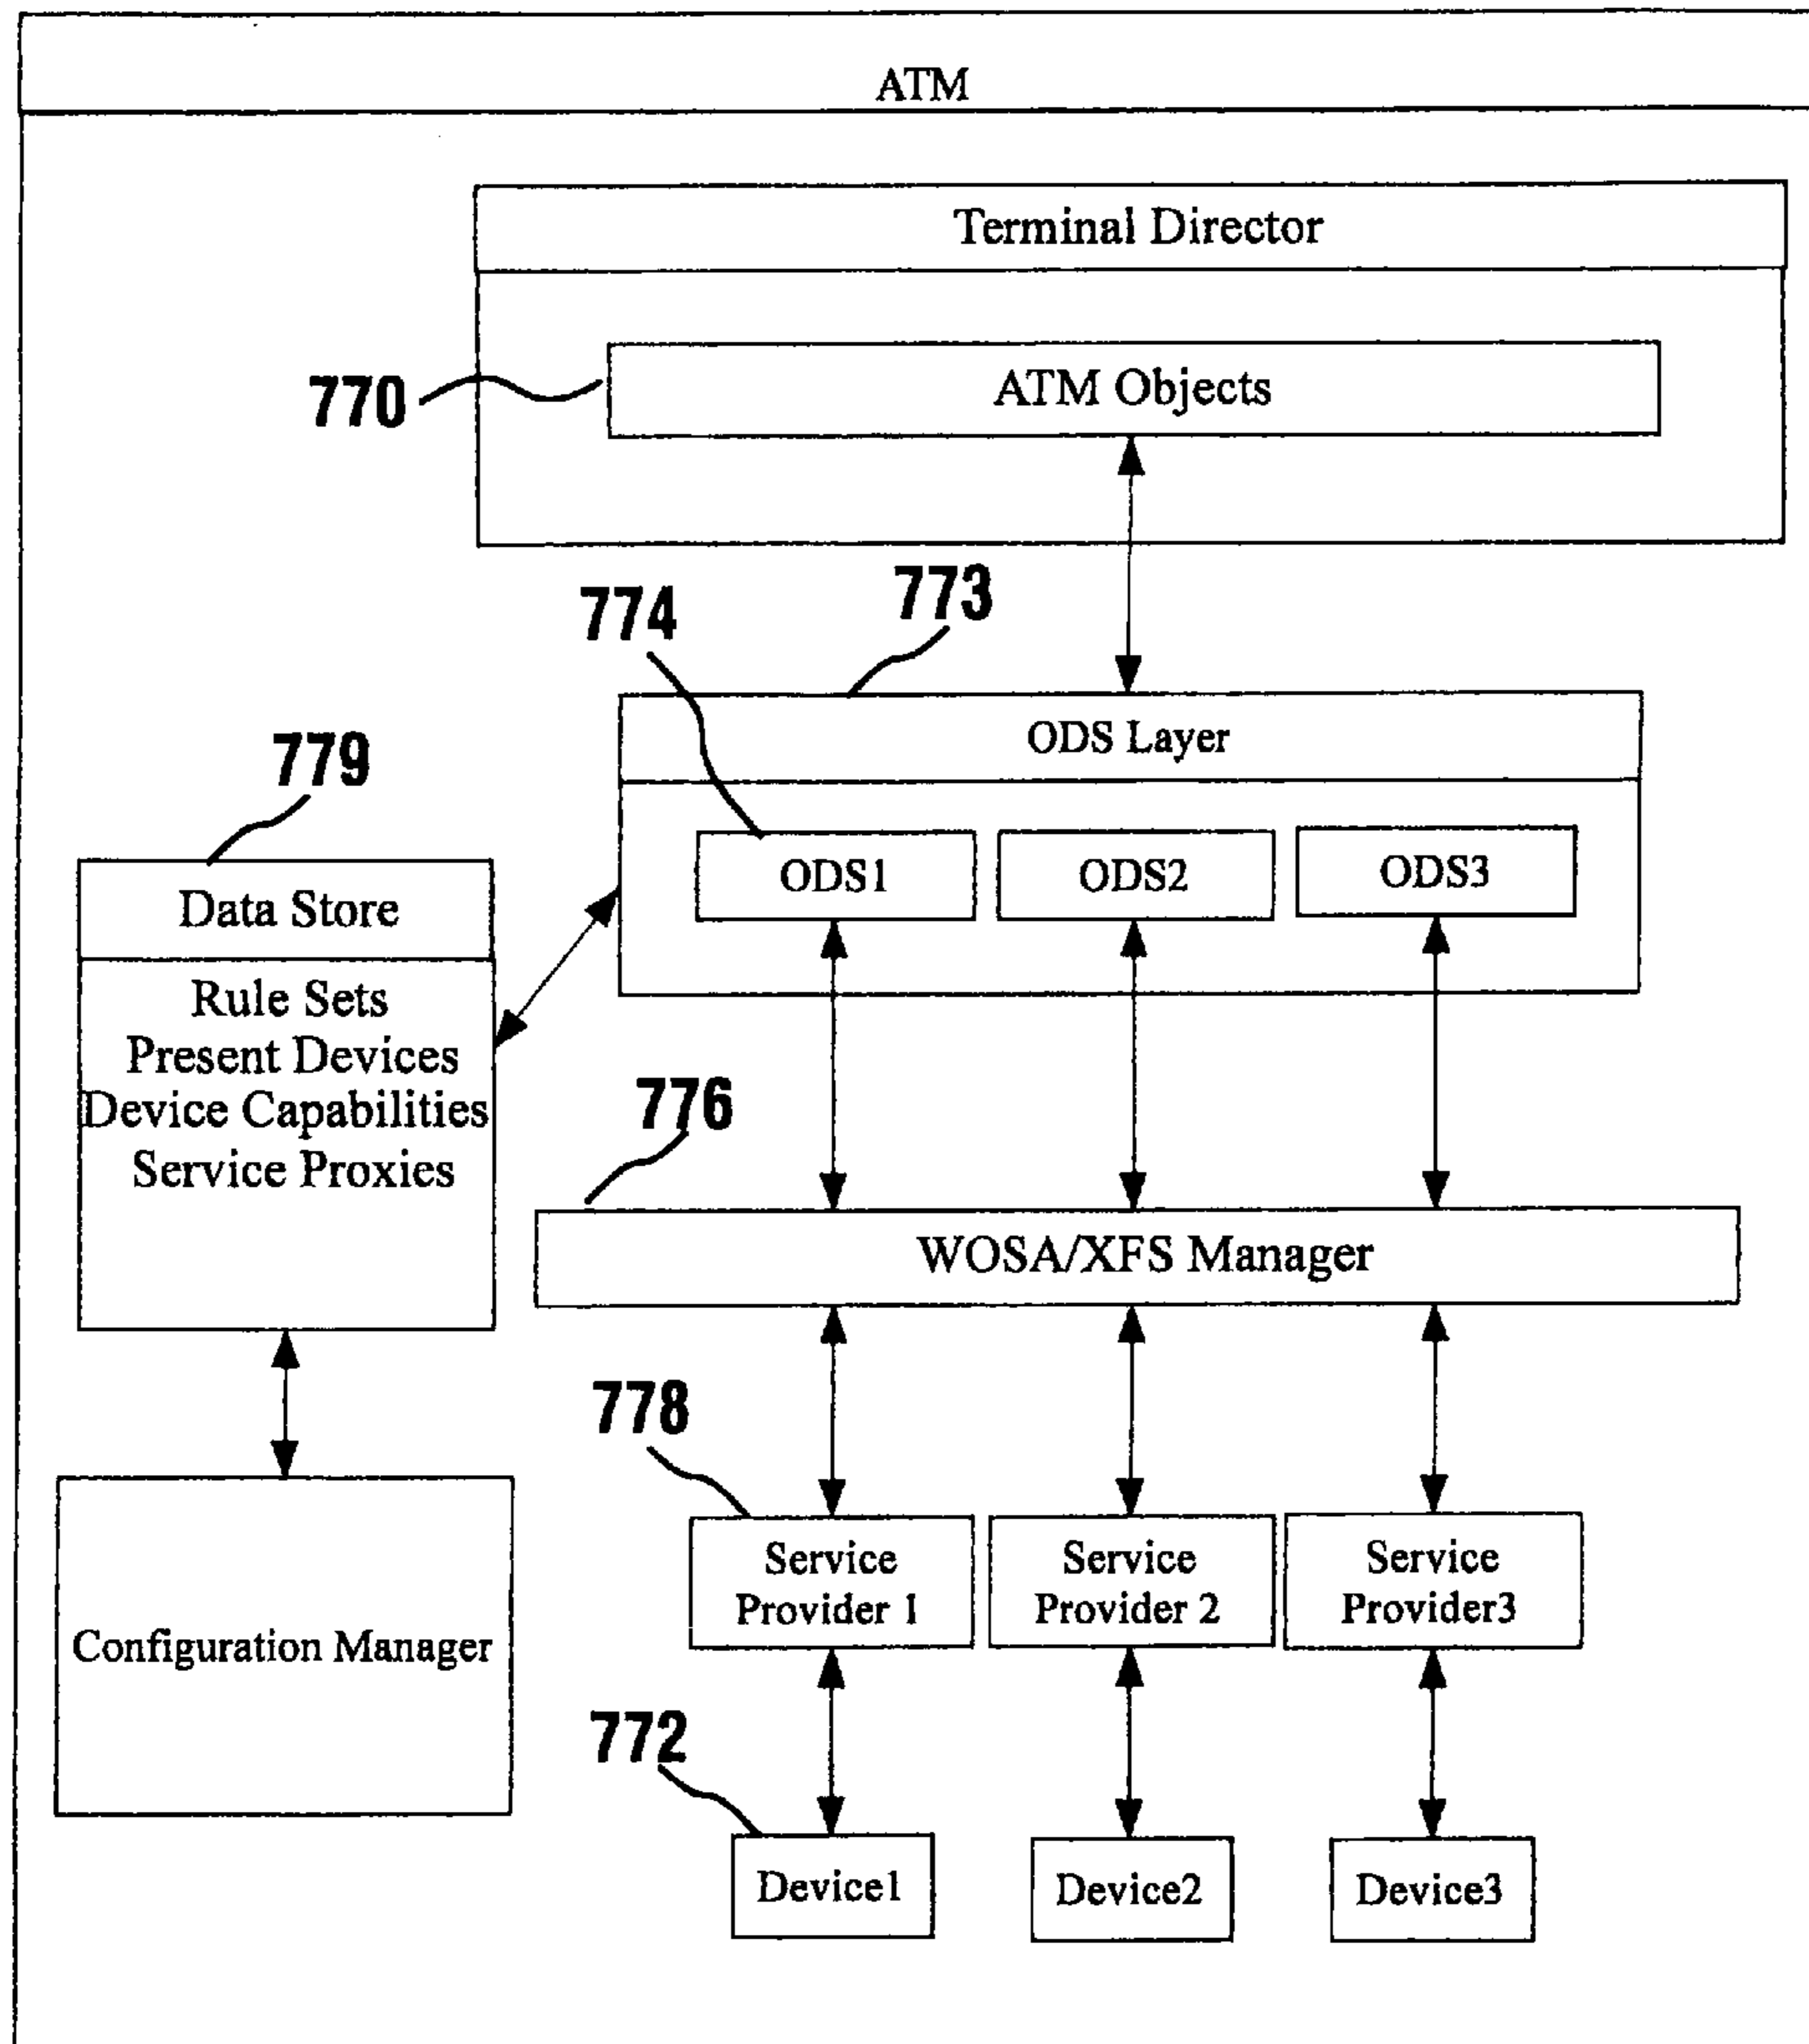 ATM
Terminal Director
770
ATM Objects
774
773
ODS Layer
779
ODS1
ODS2
ODS3
Data Store
Rule Sets
Present Devices
Device Capabilities
Service Proxies
776
WOSA/XFS Manager
778
Service
Provider 1
Service
Provider 2
Service
Provider3
Configuration Manager
772
Device1
Device2
Device3